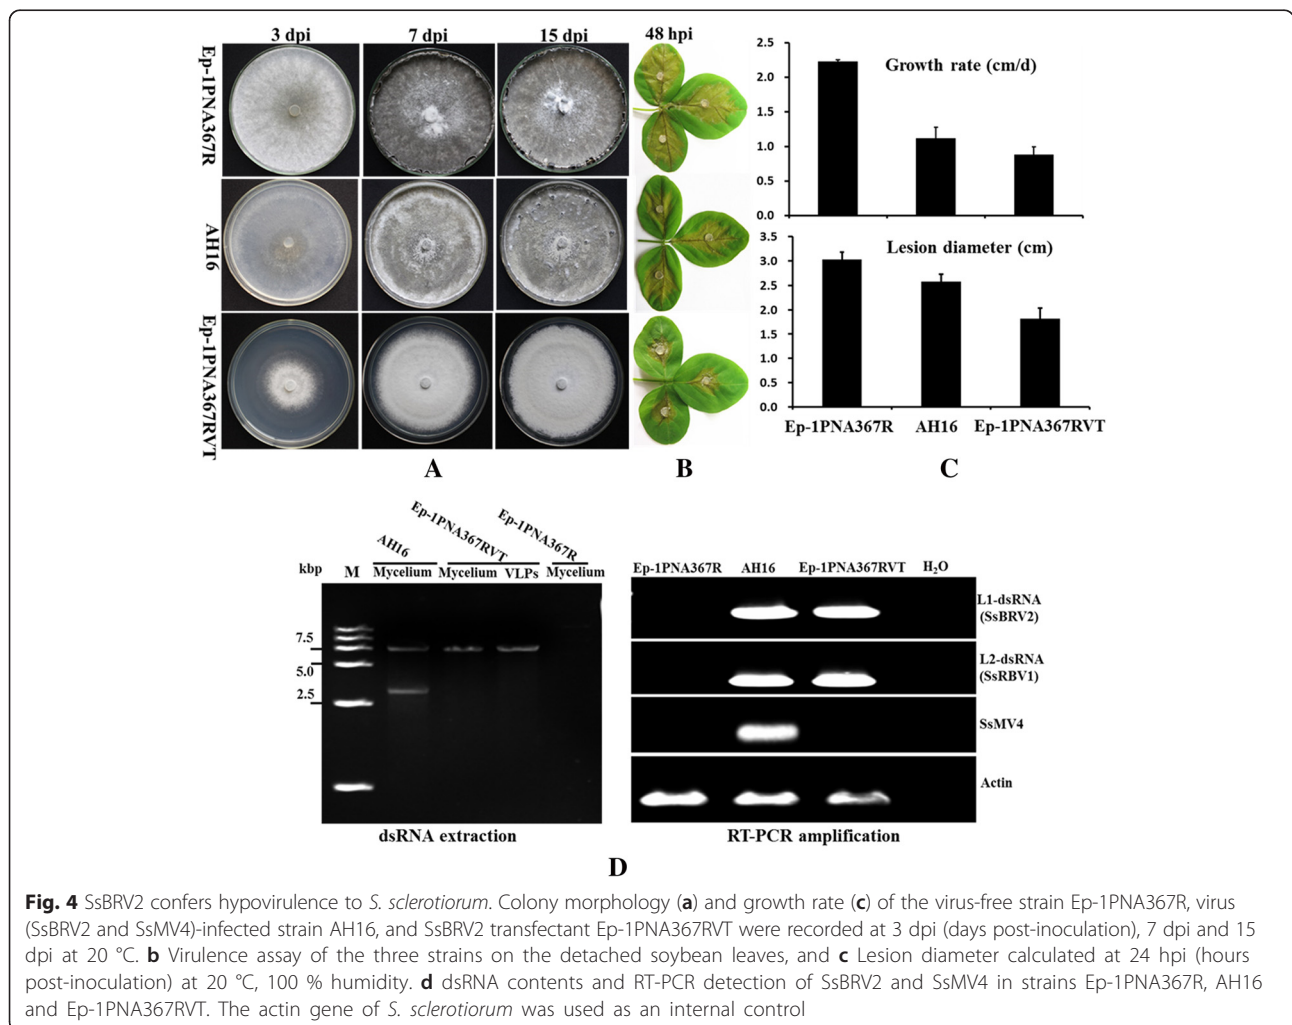 3 dpi 7 dpi 15 dpi 48 hpi
Ep-1PNA367R
AH16
Ep-1PNA367RVT
A
B
2.5
2.0
1.5
1.0
0.5
0.0
Growth rate (cm/d)
3.5
3.0
2.5
2.0
1.5
1.0
0.5
0.0
Lesion diameter (cm)
Ep-1PNA367R AH16 Ep-1PNA367RVT
C
AH16 Ep-1PNA367RVT Ep-1PNA367R
kbp M Mycelium Mycelium VLPs Mycelium
7.5
5.0
2.5
dsRNA extraction
Ep-1PNA367R AH16 Ep-1PNA367RVT H₂O
L1-dsRNA
(SsBRV2)
L2-dsRNA
(SsRBV1)
SsMV4
Actin
RT-PCR amplification
D
Fig. 4 SsBRV2 confers hypovirulence to S. sclerotiorum. Colony morphology (a) and growth rate (c) of the virus-free strain Ep-1PNA367R, virus
(SsBRV2 and SsMV4)-infected strain AH16, and SsBRV2 transfectant Ep-1PNA367RVT were recorded at 3 dpi (days post-inoculation), 7 dpi and 15
dpi at 20 °C. b Virulence assay of the three strains on the detached soybean leaves, and c Lesion diameter calculated at 24 hpi (hours
post-inoculation) at 20 °C, 100 % humidity. d dsRNA contents and RT-PCR detection of SsBRV2 and SsMV4 in strains Ep-1PNA367R, AH16
and Ep-1PNA367RVT. The actin gene of S. sclerotiorum was used as an internal control